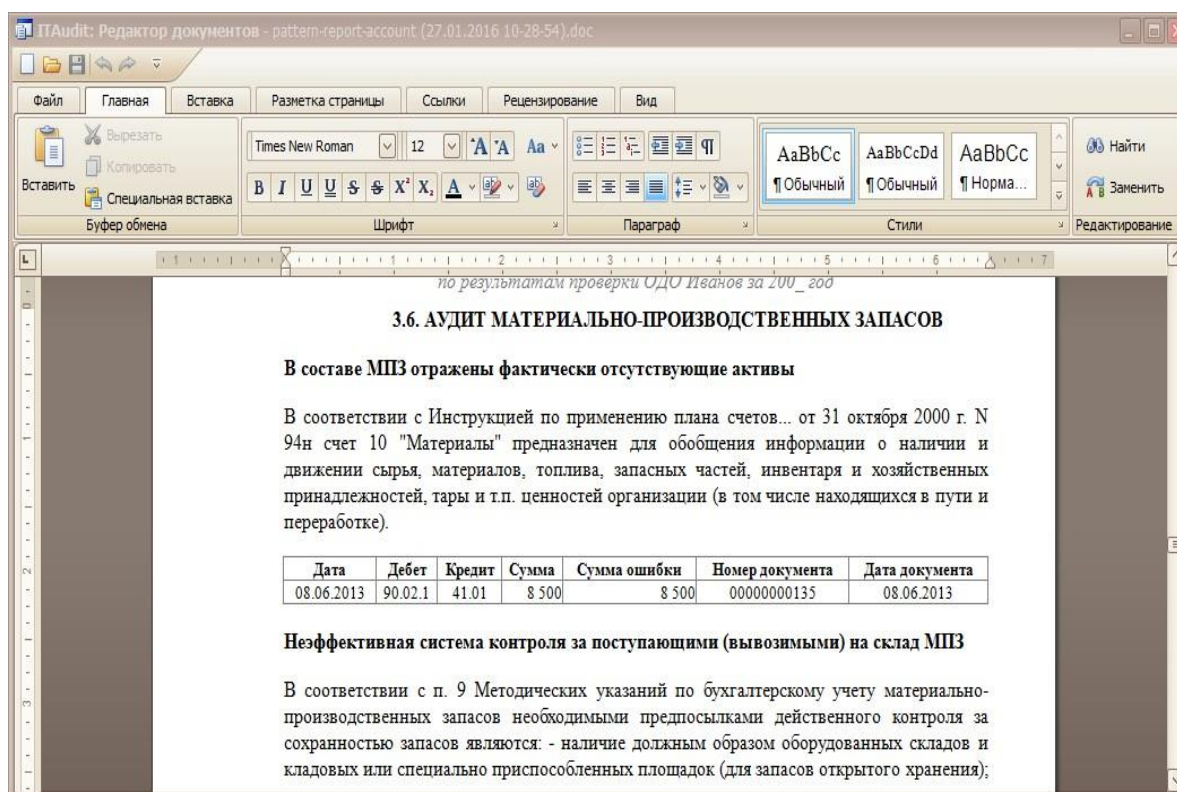 ITAudit: Редактор документов - pattern-report-account (27.01.2016 10-28-54).doc
Файл Главная Вставка Разметка страницы Ссылки Рецензирование Вид
Вставить
Вырезать
Копировать
Специальная вставка
Буфер обмена
Times New Roman 12
Шрифт
Параграф
AaBbCc AaBbCcDd AaBbCc
¶ Обычный ¶ Обычный ¶ Норма...
Стили
Найти
Заменить
Редактирование
1 1 2 3 4 5 6 7
по результатам проверки ОДО Иванов за 200_ год
3.6. АУДИТ МАТЕРИАЛЬНО-ПРОИЗВОДСТВЕННЫХ ЗАПАСОВ
В составе МПЗ отражены фактически отсутствующие активы
В соответствии с Инструкцией по применению плана счетов... от 31 октября 2000 г. N
94н счет 10 "Материалы" предназначен для обобщения информации о наличии и
движении сырья, материалов, топлива, запасных частей, инвентаря и хозяйственных
принадлежностей, тары и т.п. ценностей организации (в том числе находящихся в пути и
переработке).
Дата Дебет Кредит Сумма Сумма ошибки Номер документа Дата документа
08.06.2013 90.02.1 41.01 8 500 8 500 00000000135 08.06.2013
Неэффективная система контроля за поступающими (вывозимыми) на склад МПЗ
В соответствии с п. 9 Методических указаний по бухгалтерскому учету материально-
производственных запасов необходимыми предпосылками действенного контроля за
сохранностью запасов являются: - наличие должным образом оборудованных складов и
кладовых или специально приспособленных площадок (для запасов открытого хранения);